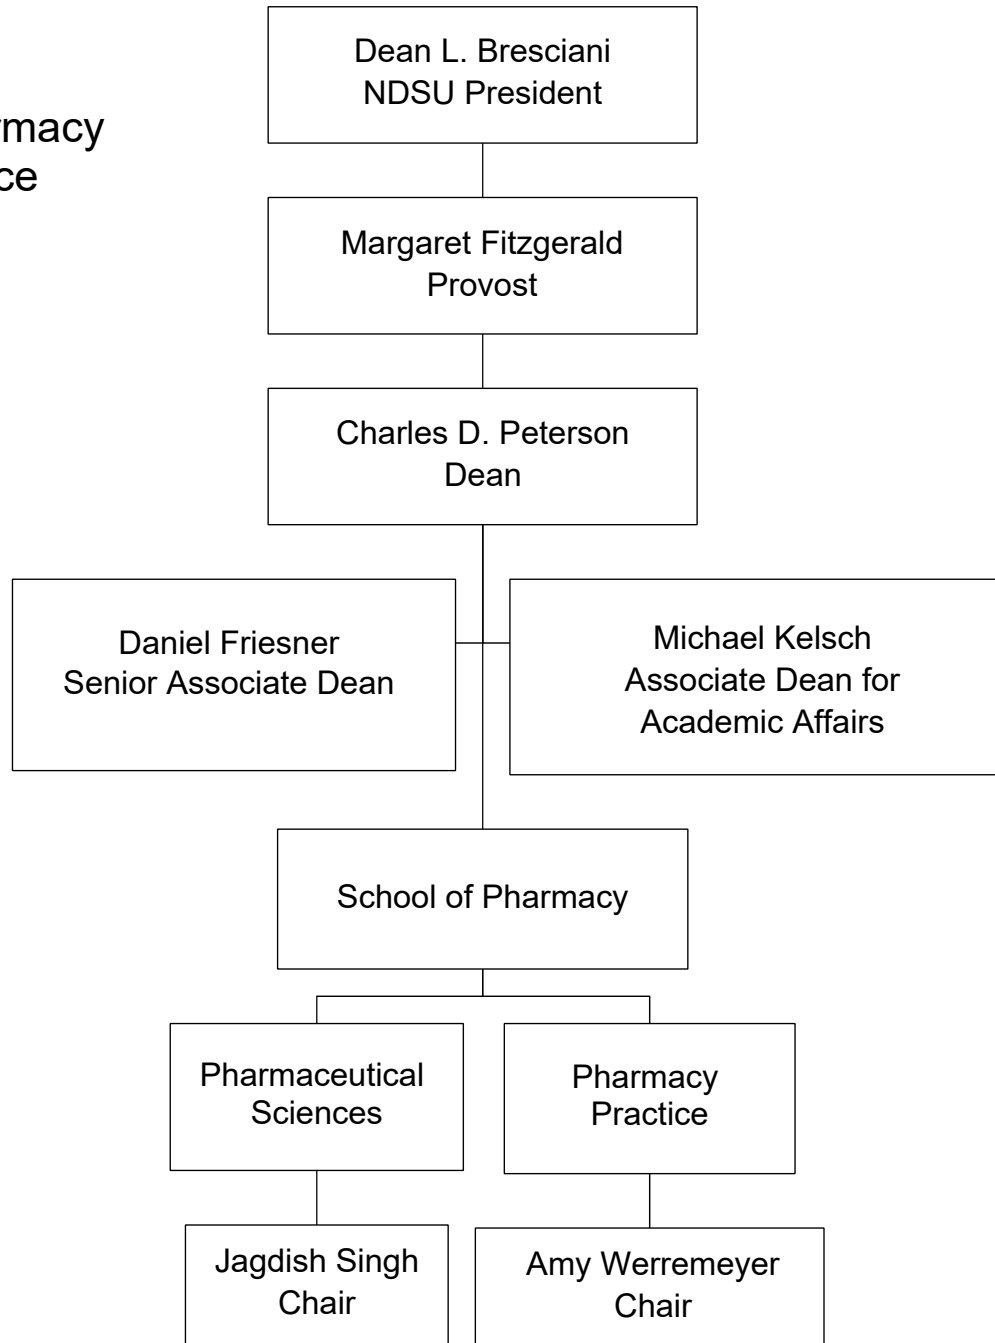 Dean L. Bresciani
NDSU President
rmacy
ce
Margaret Fitzgerald
Provost
Charles D. Peterson
Dean
Daniel Friesner
Senior Associate Dean
Michael Kelsch
Associate Dean for
Academic Affairs
School of Pharmacy
Pharmaceutical
Sciences
Pharmacy
Practice
Jagdish Singh
Chair
Amy Werremeyer
Chair